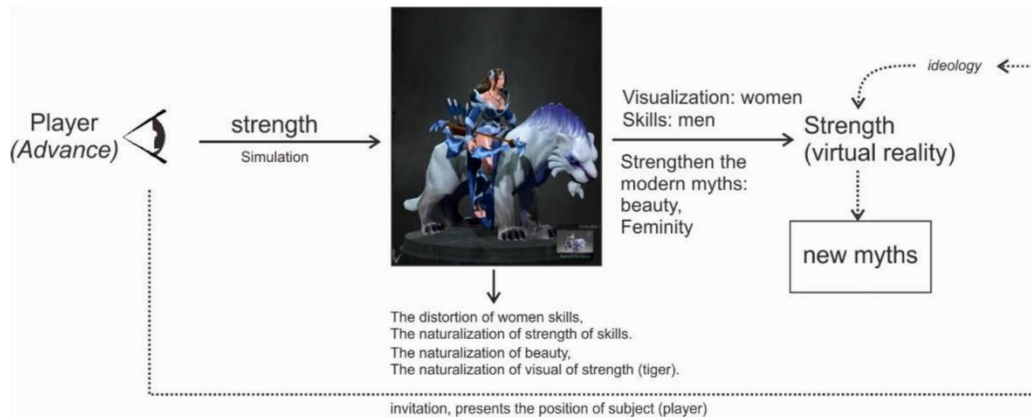 Player
(Advance)
strength
Simulation
Visualization: women
Skills: men
Strengthen the
modern myths:
beauty,
Feminity
ideology
Strength
(virtual reality)
new myths
The distortion of women skills,
The naturalization of strength of skills.
The naturalization of beauty,
The naturalization of visual of strength (tiger).
invitation, presents the position of subject (player)